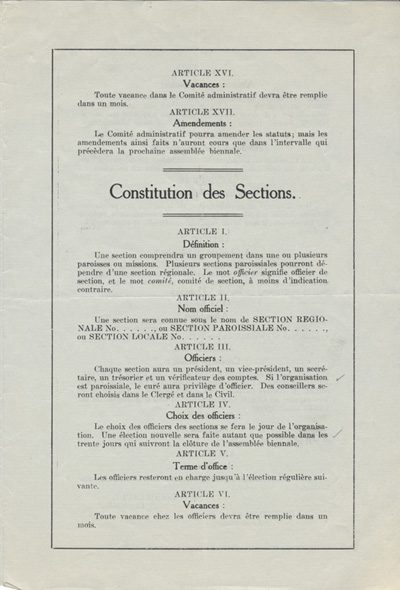 ARTICLE XVI.
Vacances :
Toute vacance dans le Comité administratif devra être remplie
dans un mois.
ARTICLE XVII.
Amendements :
Le Comité administratif pourra amender les statuts; mais les
amendements ainsi faits n'auront cours que dans l'intervalle qui
précèdera la prochaine assemblée biennale.
Constitution des Sections.
ARTICLE I.
Définition :
Une section comprendra un groupement dans une ou plusieurs
paroisses ou missions. Plusieurs sections paroissiales pourront dé-
pendre d'une section régionale. Le mot officier signifie officier de
section, et le mot comité, comité de section, à moins d'indication
contraire.
ARTICLE II.
Nom officiel :
Une section sera connue sous le nom de SECTION REGIO-
NALE No. . . . . . ., ou SECTION PAROISSIALE No. . . . . . .,
ou SECTION LOCALE No. . . . . . .
ARTICLE III.
Officiers :
Chaque section aura un président, un vice-président, un secré-
taire, un trésorier et un vérificateur des comptes. Si l'organisation
est paroissiale, le curé aura privilège d'officier. Des conseillers se-
ront choisis dans le Clergé et dans le Civil.
ARTICLE IV.
Choix des officiers :
Le choix des officiers des sections se fera le jour de l'organisa-
tion. Une élection nouvelle sera faite autant que possible dans les
trente jours qui suivront la clôture de l'assemblée biennale.
ARTICLE V.
Terme d'office :
Les officiers resteront en charge jusqu'à l'élection régulière sui-
vante.
ARTICLE VI.
Vacances :
Toute vacance chez les officiers devra être remplie dans un
mois.